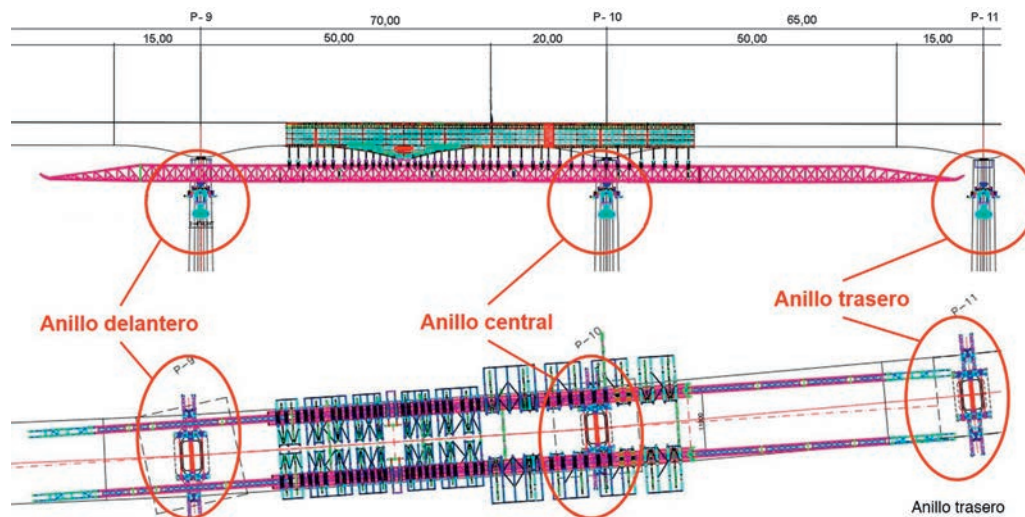 P-9 70,00 P-10 65,00 P-11
15,00 50,00 20,00 50,00 15,00
Anillo delantero
Anillo central
Anillo trasero
P-9
P-10
P-11
Anillo trasero